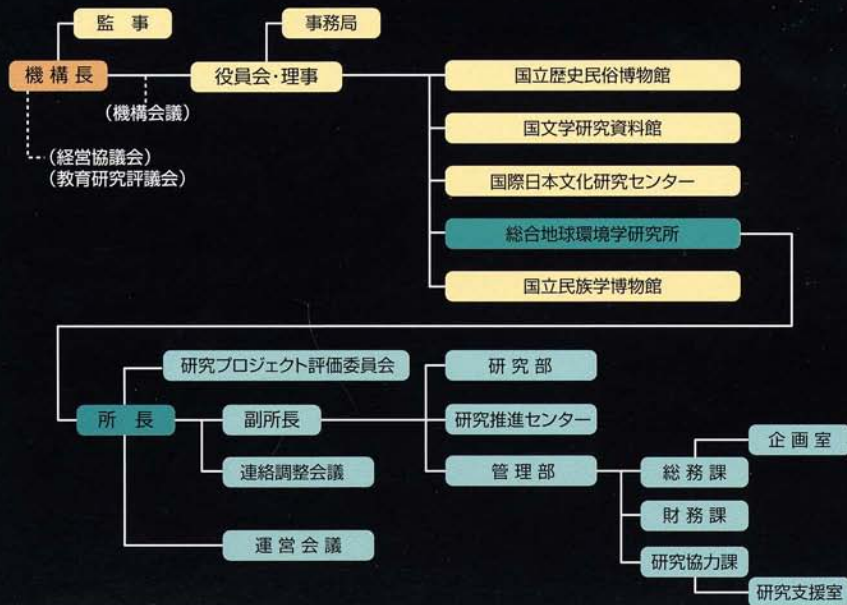 監事
事務局
機構長
役員会・理事
国立歴史民俗博物館
(機構会議)
国文学研究資料館
(経営協議会)
(教育研究評議会)
国際日本文化研究センター
総合地球環境学研究所
国立民族学博物館
研究プロジェクト評価委員会
研究部
所長
副所長
研究推進センター
企画室
連絡調整会議
管理部
総務課
財務課
運営会議
研究協力課
研究支援室